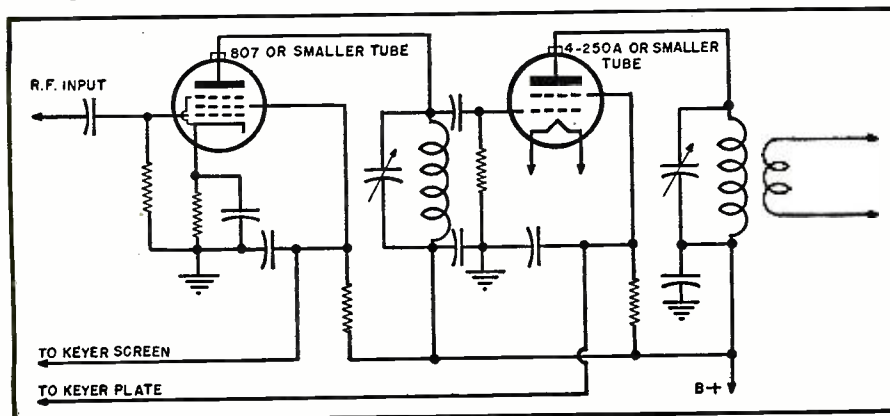 807 OR SMALLER TUBE
4-250A OR SMALLER
TUBE
R.F. INPUT
TO KEYER SCREEN
TO KEYER PLATE
B+